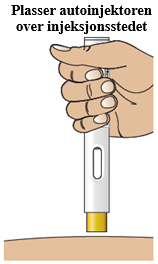 Plasser autoinjektoren
over injeksjonsstedet